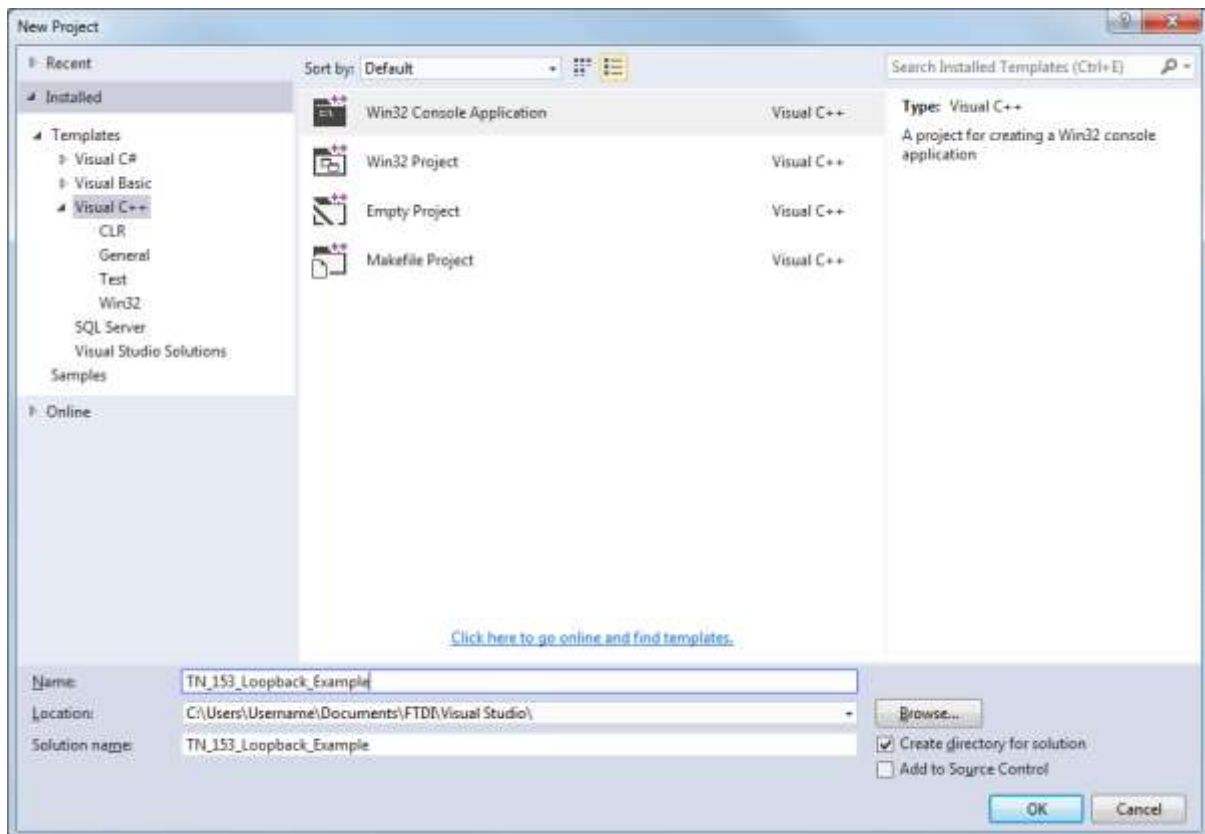 New Project
Recent
Installed
Templates
Visual C#
Visual Basic
Visual C++
CLR
General
Test
Win32
SQL Server
Visual Studio Solutions
Samples
Online
Sort by: Default
Win32 Console Application Visual C++
Win32 Project Visual C++
Empty Project Visual C++
Makefile Project Visual C++
Click here to go online and find templates.
Search Installed Templates (Ctrl+E)
Type: Visual C++
A project for creating a Win32 console
application
Name: TN_153_Loopback_Example
Location: C:\Users\Username\Documents\FTDI\Visual Studio\
Solution name: TN_153_Loopback_Example
Browse...
Create directory for solution
Add to Source Control
OK Cancel